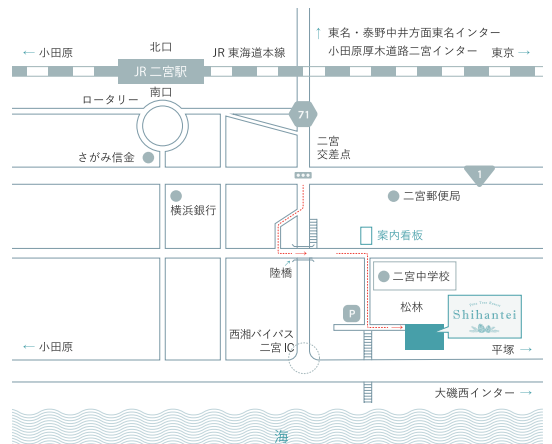 東名・泰野中井方面東名インター
小田原厚木道路二宮インター
← 小田原
北口
JR 東海道本線
東京 →
JR 二宮駅
南口
ロータリー
71
さがみ信金
二宮
交差点
1
横浜銀行
二宮郵便局
案内看板
陸橋
二宮中学校
P
松林
Shihantei
西湘バイパス
二宮 IC
← 小田原
平塚 →
大磯西インター →
海